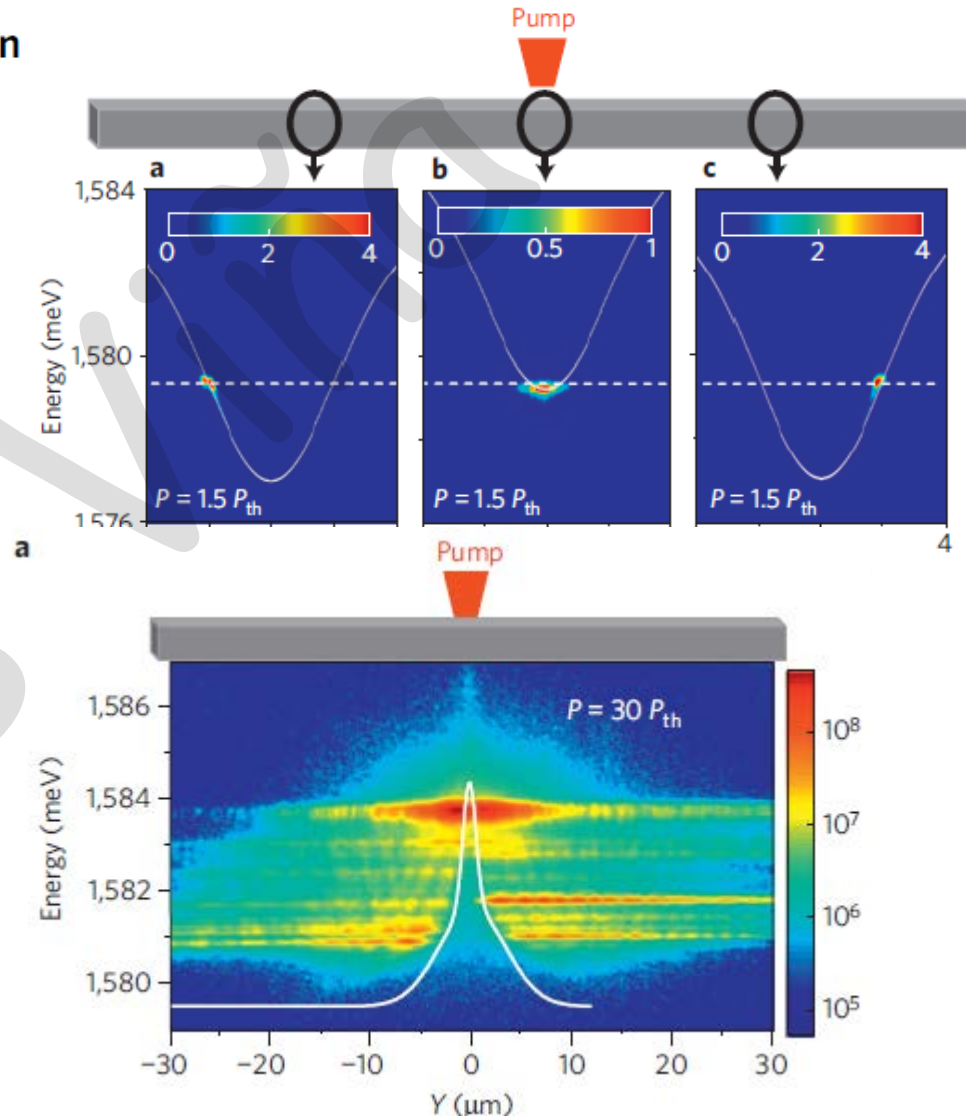 n
Pump
a b c
1,584
0 2 4 0 0.5 1 0 2 4
Energy (meV)
1,580
P = 1.5 Pth P = 1.5 Pth P = 1.5 Pth
1 576
4
a
Pump
P = 30 Pth
1,586
1,584
1,582
1,580
Energy (meV)
10⁸
10⁷
10⁶
10⁵
−30 −20 −10 0 10 20 30
Y (μm)